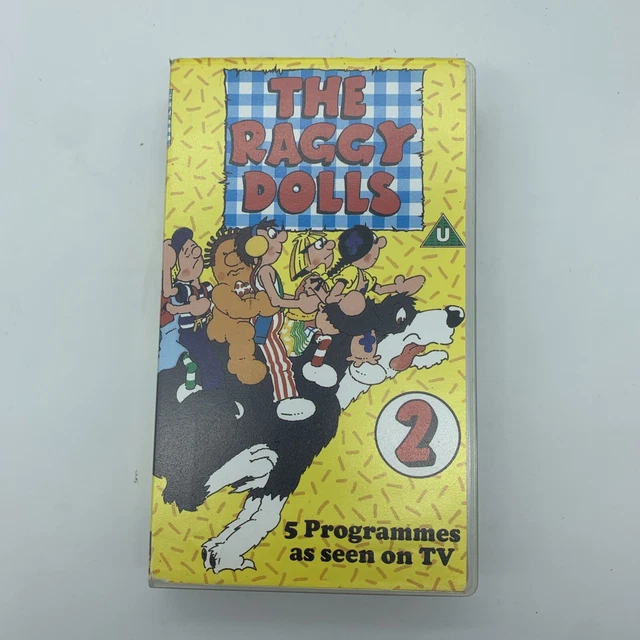 THE
RAGGY
DOLLS
U
2
5 Programmes
as seen on TV